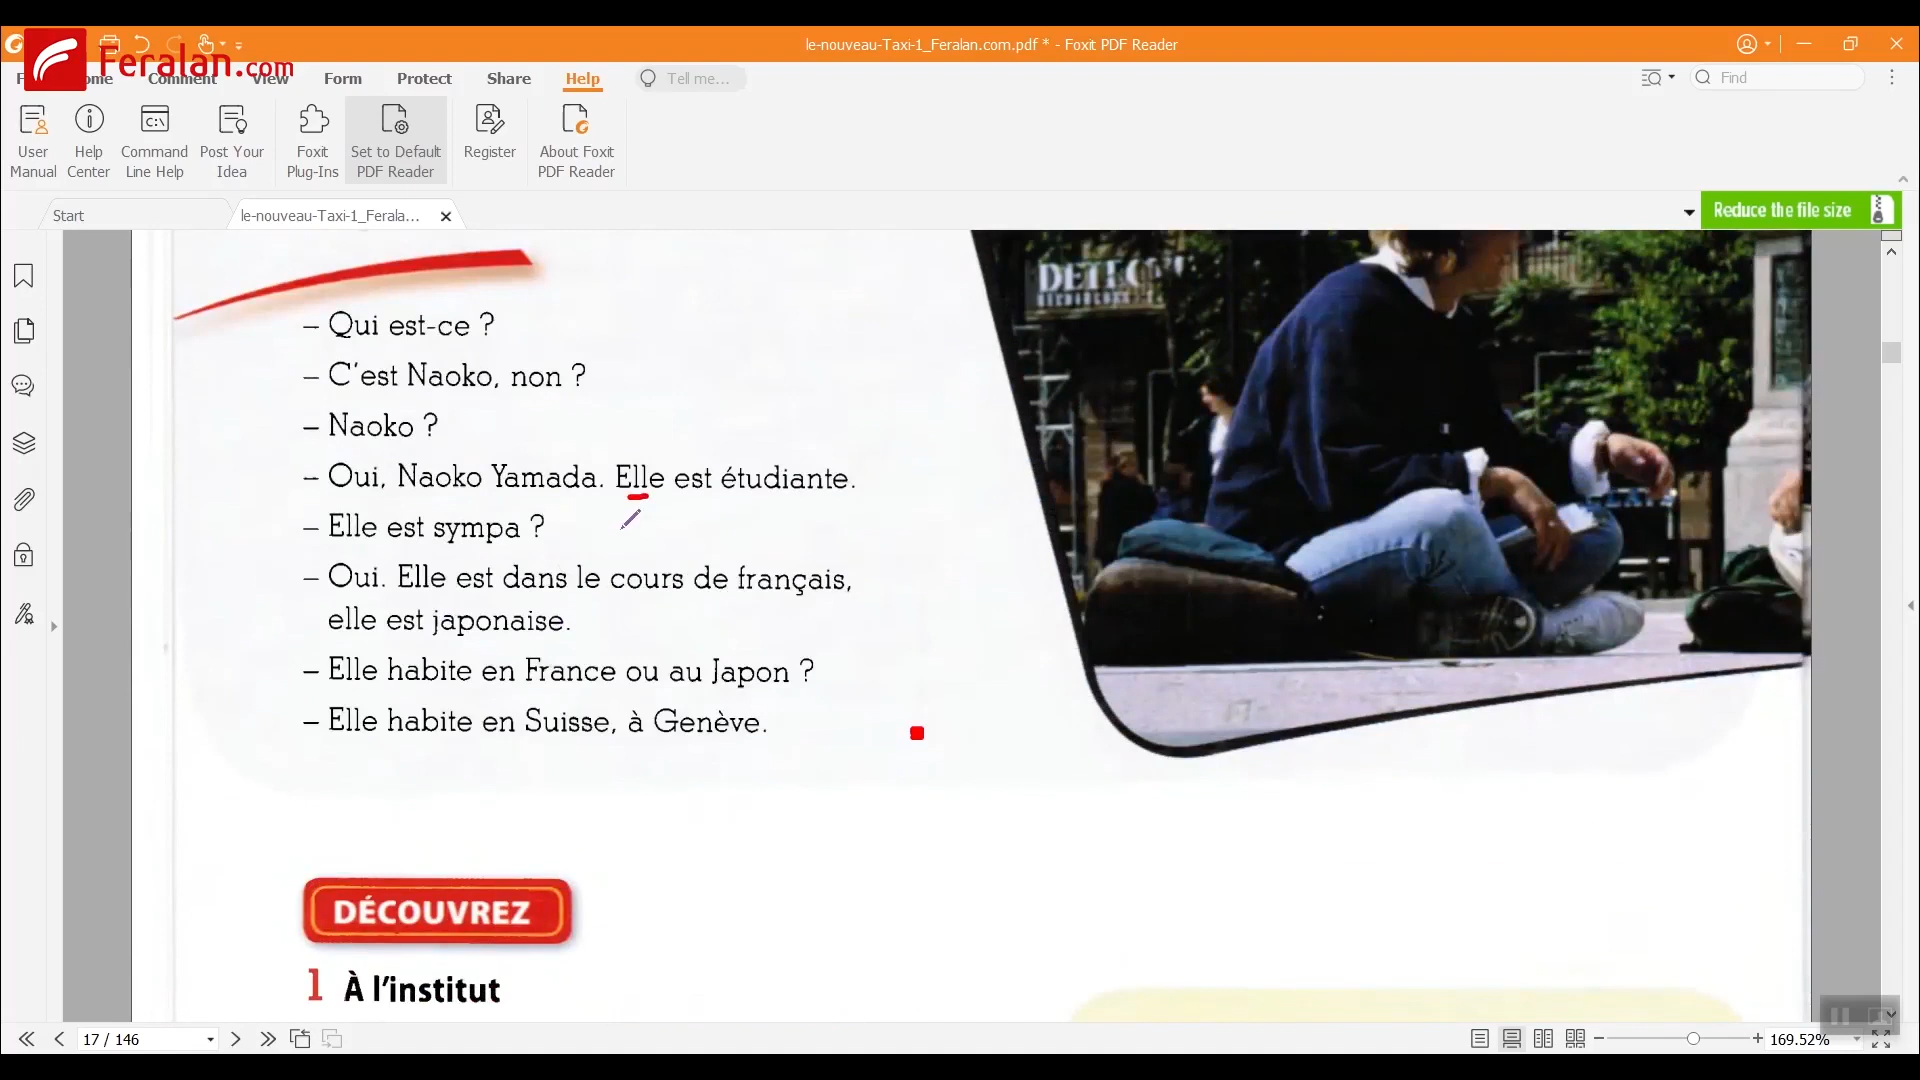 le-nouveau-Taxi-1_Feralan.com.pdf * - Foxit PDF Reader
Feralan.com
Comment View Form Protect Share Help Tell me... Find
User Manual
Help Center
Command Line Help
Post Your Idea
Foxit Plug-Ins
Set to Default PDF Reader
Register
About Foxit PDF Reader
Start
le-nouveau-Taxi-1_Ferala...
Reduce the file size
– Qui est-ce ?
– C'est Naoko, non ?
– Naoko ?
– Oui, Naoko Yamada. Elle est étudiante.
– Elle est sympa ?
– Oui. Elle est dans le cours de français,
elle est japonaise.
– Elle habite en France ou au Japon ?
– Elle habite en Suisse, à Genève.
DÉCOUVREZ
1 À l'institut
17 / 146
169.52%